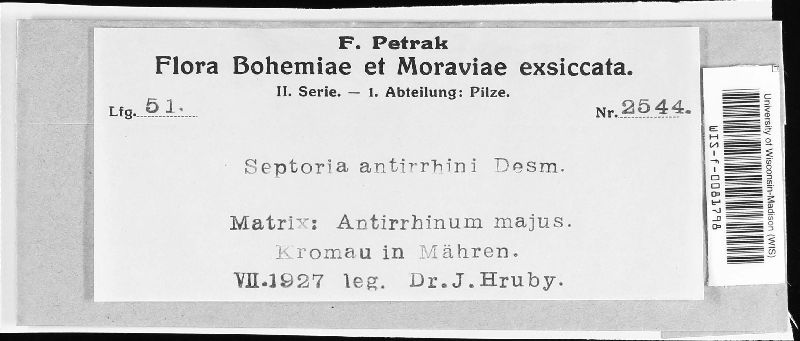 F. Petrak
Flora Bohemiae et Moraviae exsiccata.
II. Serie. — 1. Abteilung: Pilze.
Lfg. 51.
Nr. 2544.
Septoria antirrhini Desm.
Matrix: Antirrhinum majus.
Kromau in Mähren.
VII.1927 leg. Dr.J.Hruby.
University of Wisconsin-Madison (WIS)
WIS-f-0081798